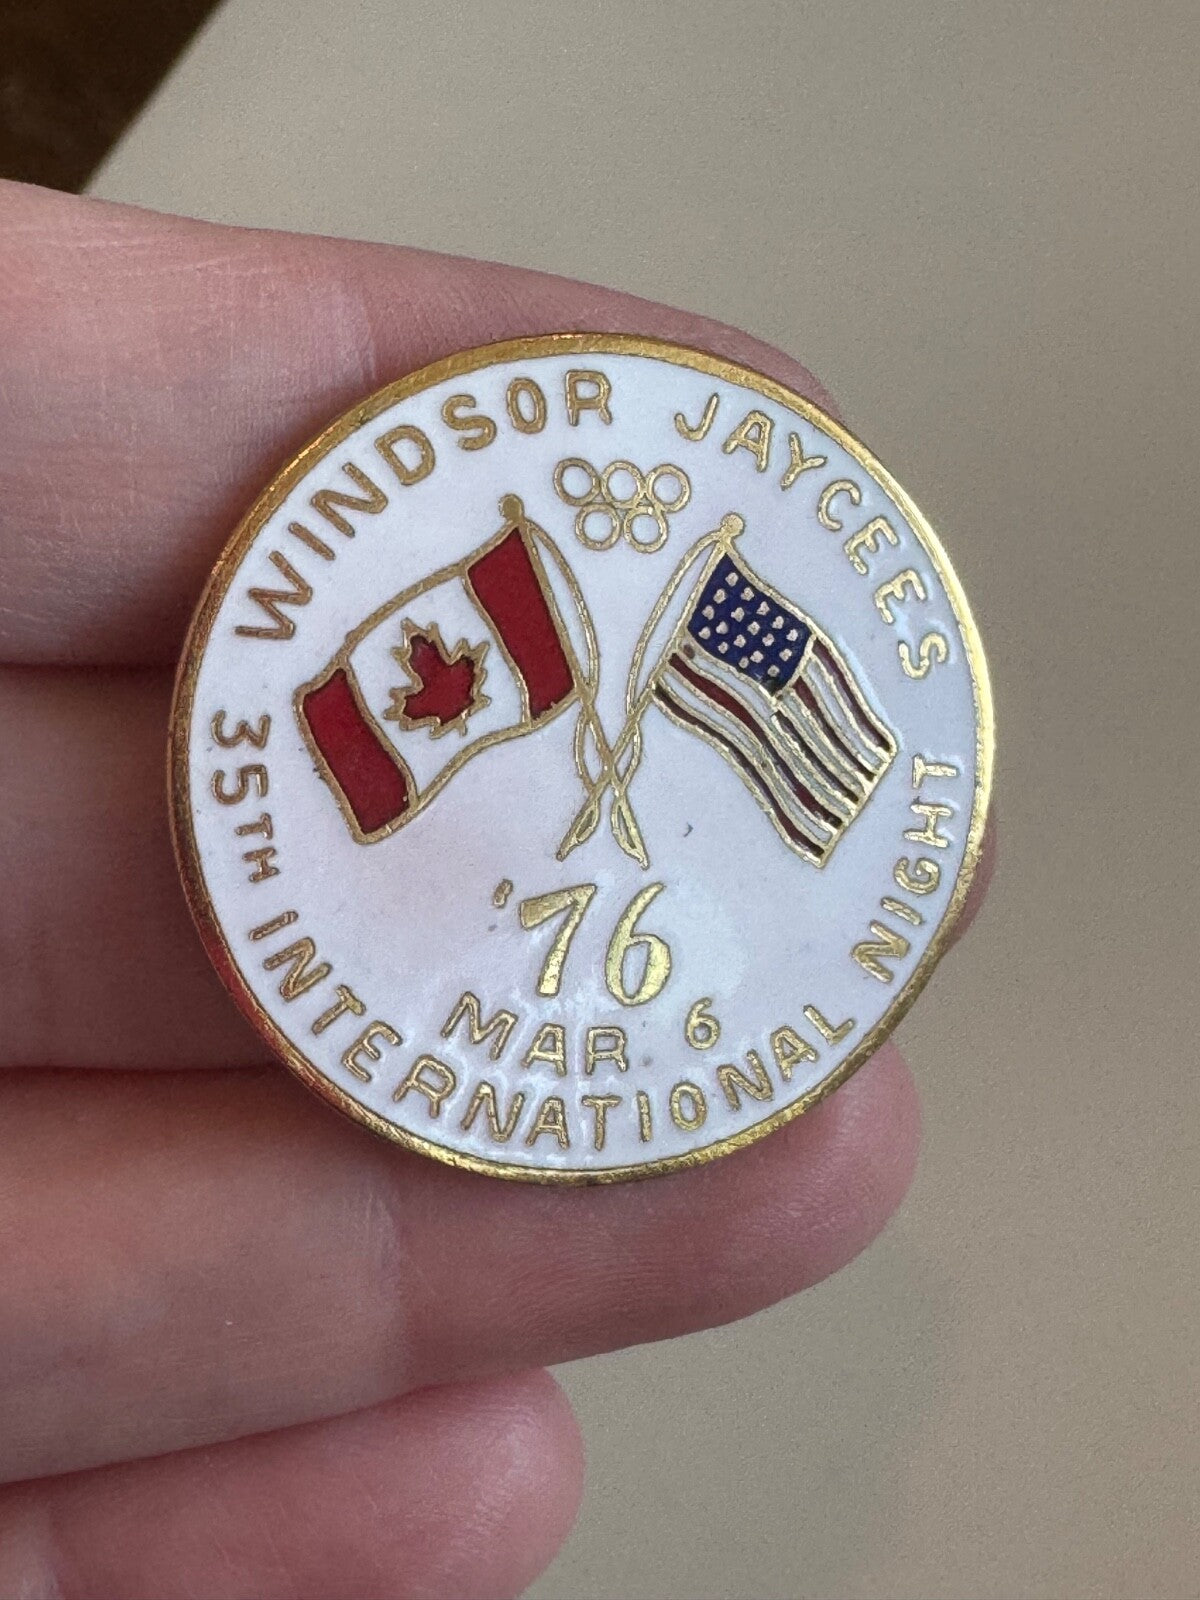 WINDSOR JAYCEES
'76
MAR 6
35TH INTERNATIONAL NIGHT